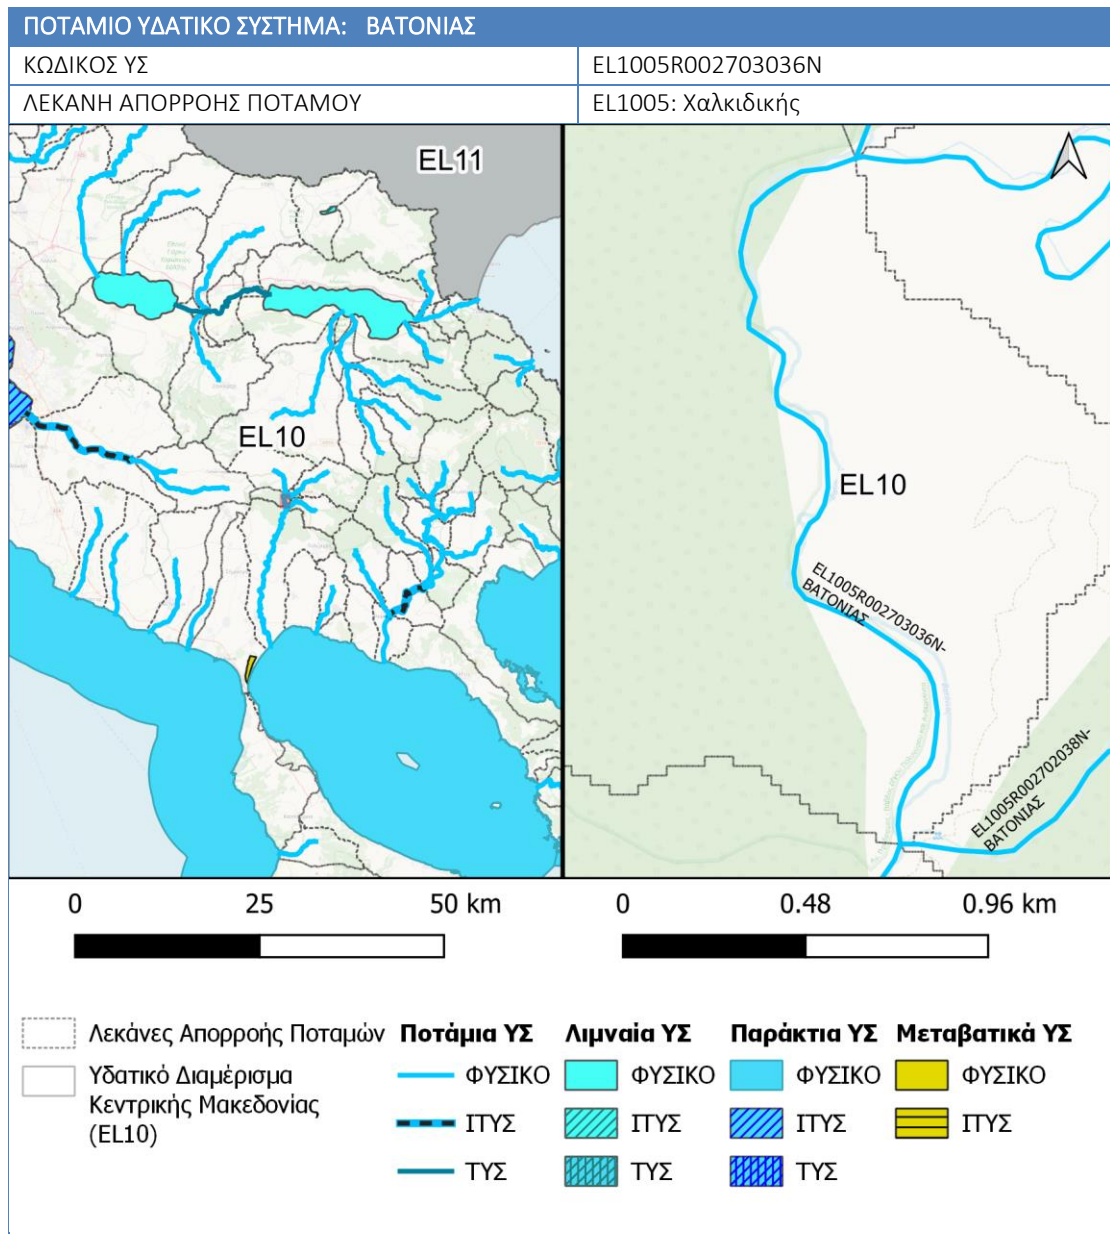 ΠΟΤΑΜΙΟ ΥΔΑΤΙΚΟ ΣΥΣΤΗΜΑ: ΒΑΤΟΝΙΑΣ
ΚΩΔΙΚΟΣ ΥΣ EL1005R002703036N
ΛΕΚΑΝΗ ΑΠΟΡΡΟΗΣ ΠΟΤΑΜΟΥ EL1005: Χαλκιδικής
EL11
EL10
EL10
EL1005R002703036N-
ΒΑΤΟΝΙΑΣ
EL1005R002702038N-
ΒΑΤΟΝΙΑΣ
0 25 50 km
0 0.48 0.96 km
Λεκάνες Απορροής Ποταμών
Υδατικό Διαμέρισμα
Κεντρικής Μακεδονίας
(EL10)
Ποτάμια ΥΣ
ΦΥΣΙΚΟ
ΙΤΥΣ
ΤΥΣ
Λιμναία ΥΣ
ΦΥΣΙΚΟ
ΙΤΥΣ
ΤΥΣ
Παράκτια ΥΣ
ΦΥΣΙΚΟ
ΙΤΥΣ
ΤΥΣ
Μεταβατικά ΥΣ
ΦΥΣΙΚΟ
ΙΤΥΣ